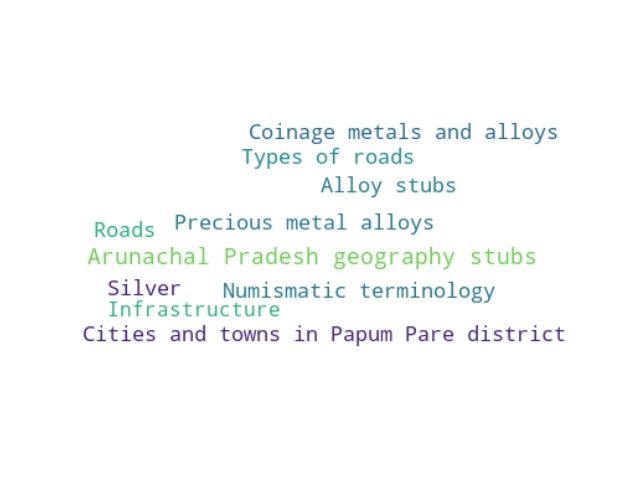 Coinage metals and alloys
Types of roads
Alloy stubs
Precious metal alloys
Roads
Arunachal Pradesh geography stubs
Silver
Numismatic terminology
Infrastructure
Cities and towns in Papum Pare district